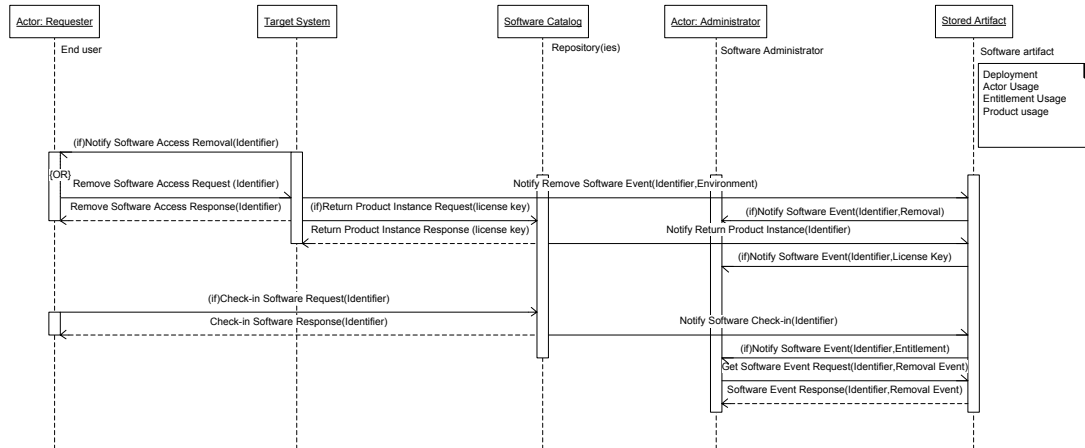 Actor: Requester
Target System
Software Catalog
Actor: Administrator
Stored Artifact
End user
Repository(ies)
Software Administrator
Software artifact
Deployment
Actor Usage
Entitlement Usage
Product usage
(if)Notify Software Access Removal(Identifier)
{OR}
Remove Software Access Request (Identifier)
Notify Remove Software Event(Identifier,Environment)
Remove Software Access Response(Identifier)
(if)Return Product Instance Request(license key)
(if)Notify Software Event(Identifier,Removal)
Return Product Instance Response (license key)
Notify Return Product Instance(Identifier)
(if)Notify Software Event(Identifier,License Key)
(if)Check-in Software Request(Identifier)
Check-in Software Response(Identifier)
Notify Software Check-in(Identifier)
(if)Notify Software Event(Identifier,Entitlement)
Get Software Event Request(Identifier,Removal Event)
Software Event Response(Identifier,Removal Event)